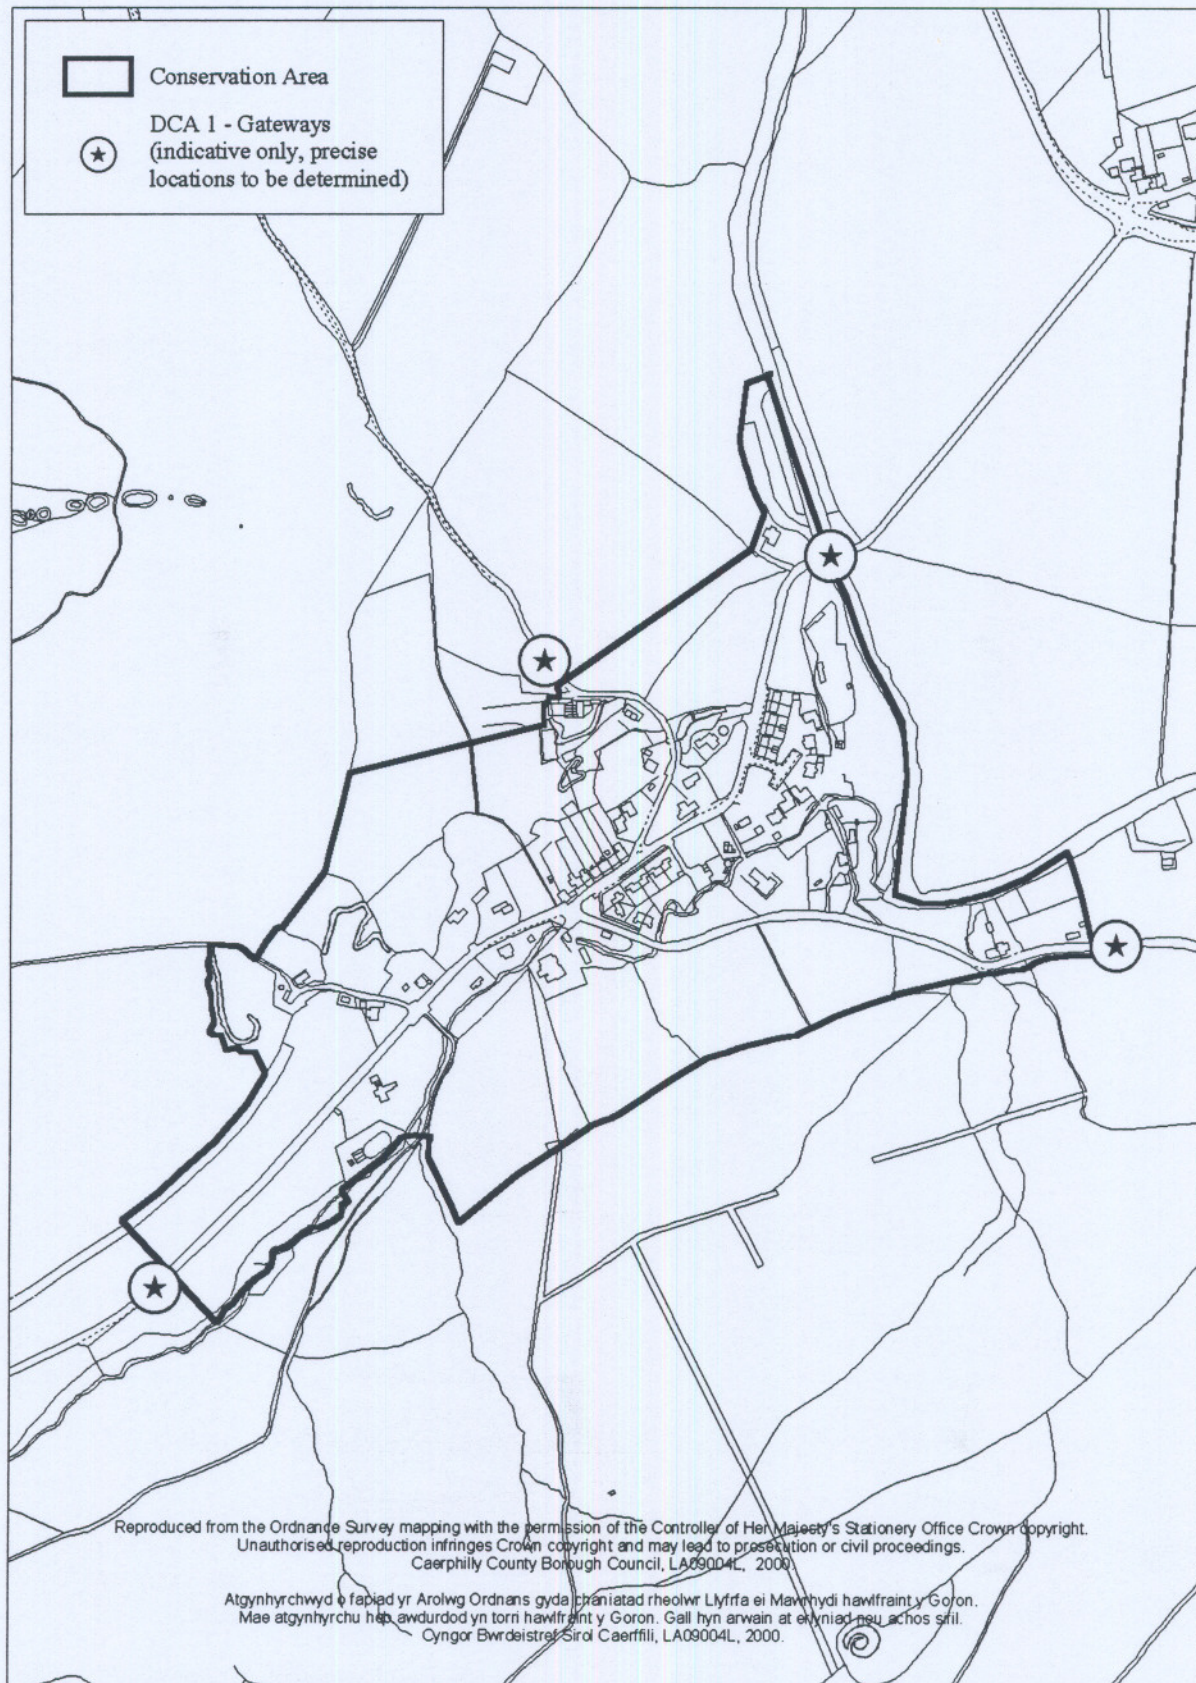 Conservation Area
DCA 1 - Gateways
(indicative only, precise
locations to be determined)
Reproduced from the Ordnance Survey mapping with the permission of the Controller of Her Majesty's Stationery Office Crown copyright.
Unauthorised reproduction infringes Crown copyright and may lead to prosecution or civil proceedings.
Caerphilly County Borough Council, LA09004L, 2000.
Atgynhyrchwyd o fapiad yr Arolwg Ordnans gyda chaniatad rheolwr Llyfrfa ei Mawrhydi hawlfraint y Goron.
Mae atgynhyrchu heb awdurdod yn torri hawlfraint y Goron. Gall hyn arwain at erlyniad neu achos sifil.
Cyngor Bwrdeistref Sirol Caerffili, LA09004L, 2000.